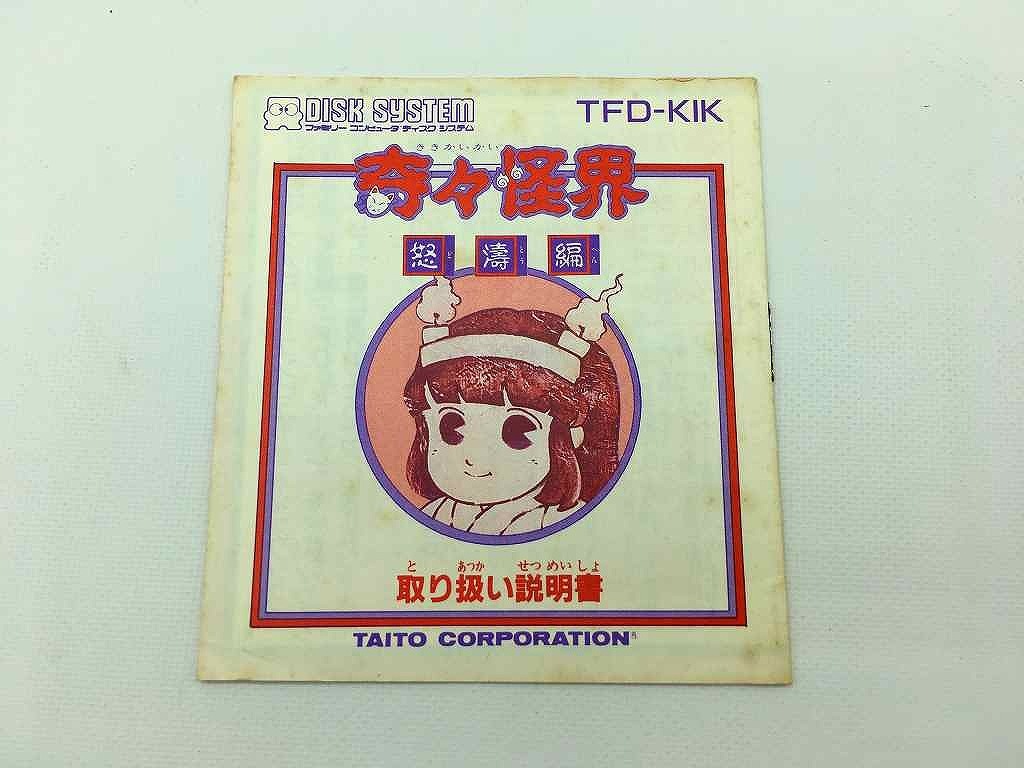 DISK SYSTEM TFD-KIK
ファミリー コンピュータ ディスク システム
ききかいかい
奇々怪界
怒 ど 濤 とう 編 へん
と あつか せつ めい しょ
取り扱い説明書
TAITO CORPORATION®